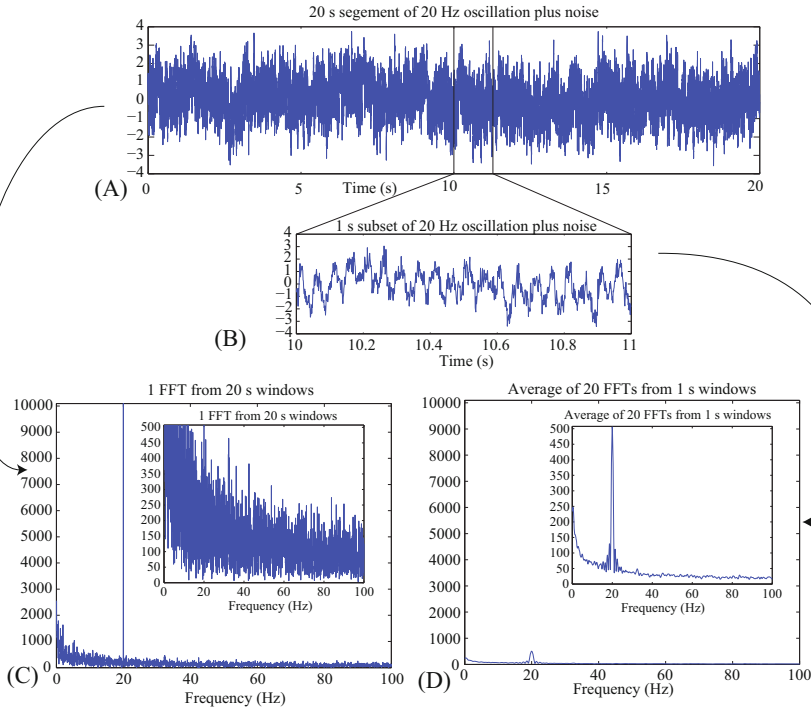 20 s segement of 20 Hz oscillation plus noise
4
3
2
1
0
−1
−2
−3
−4
(A)
0 5 Time (s) 10 15 20
1 s subset of 20 Hz oscillation plus noise
4
3
2
1
0
−1
−2
−3
−4
(B)
10 10.2 10.4 10.6 10.8 11
Time (s)
1 FFT from 20 s windows
10000
9000
8000
7000
6000
5000
4000
3000
2000
1000
0
1 FFT from 20 s windows
500
450
400
350
300
250
200
150
100
50
0
0 20 40 60 80 100
Frequency (Hz)
(C)
0 20 40 60 80 100
Frequency (Hz)
Average of 20 FFTs from 1 s windows
10000
9000
8000
7000
6000
5000
4000
3000
2000
1000
0
Average of 20 FFTs from 1 s windows
500
450
400
350
300
250
200
150
100
50
0
0 20 40 60 80 100
Frequency (Hz)
(D)
0 20 40 60 80 100
Frequency (Hz)